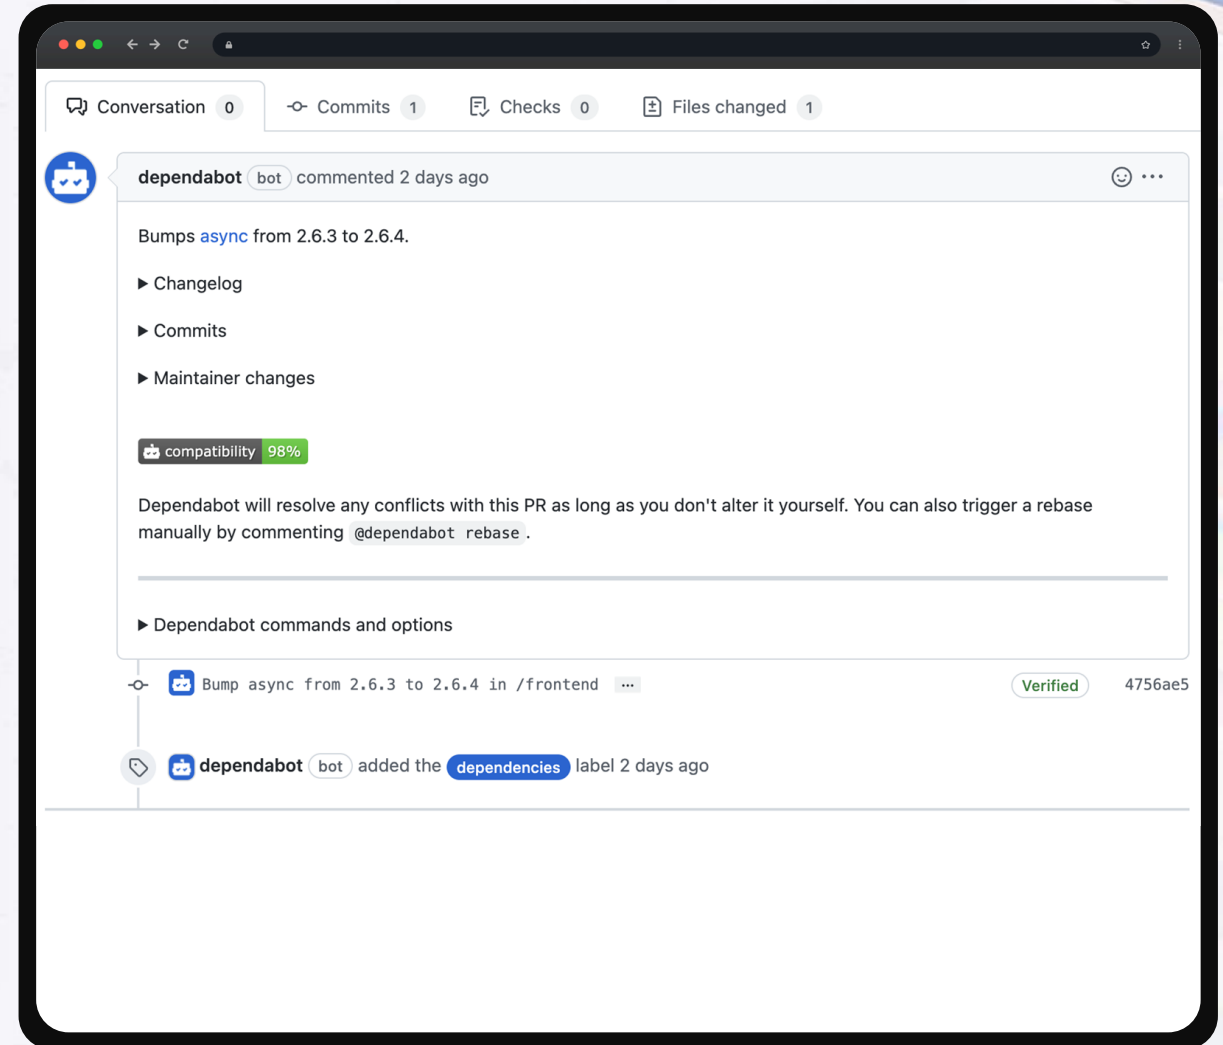 Conversation 0 Commits 1 Checks 0 Files changed 1
dependabot bot commented 2 days ago
Bumps async from 2.6.3 to 2.6.4.
Changelog
Commits
Maintainer changes
compatibility 98%
Dependabot will resolve any conflicts with this PR as long as you don't alter it yourself. You can also trigger a rebase
manually by commenting @dependabot rebase.
Dependabot commands and options
Bump async from 2.6.3 to 2.6.4 in /frontend ... Verified 4756ae5
dependabot bot added the dependencies label 2 days ago